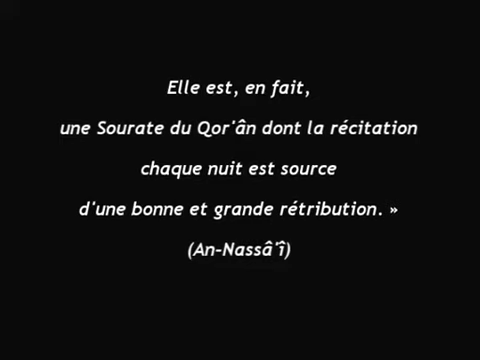 Elle est, en fait,
une Sourate du Qor'ân dont la récitation
chaque nuit est source
d'une bonne et grande rétribution. »
(An-Nassâ'î)